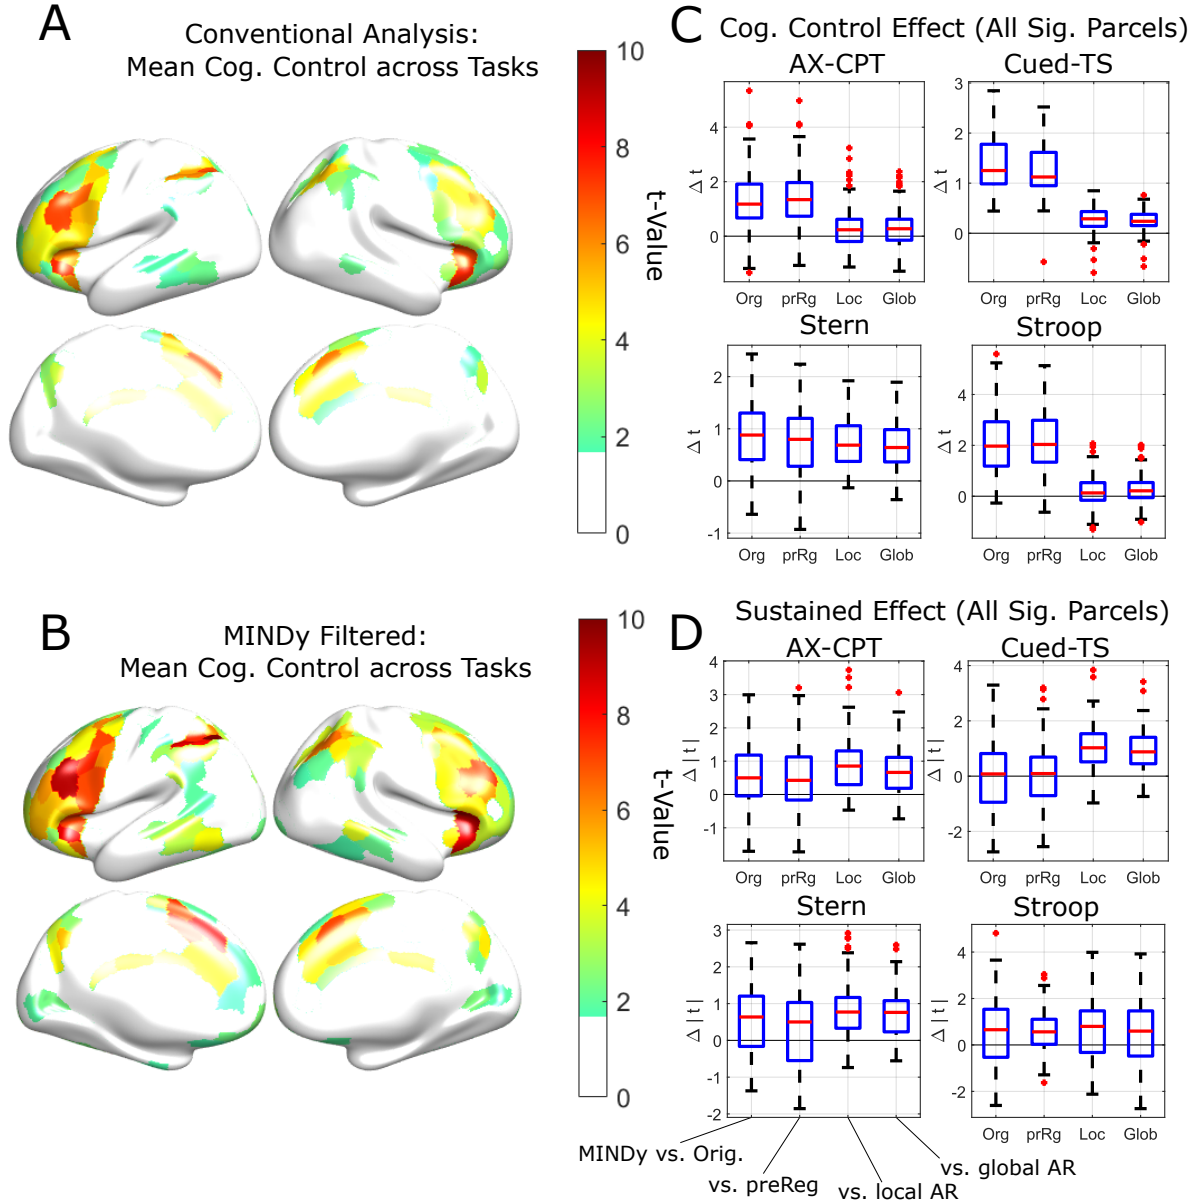 A
Conventional Analysis:
Mean Cog. Control across Tasks
10
8
6
4
2
0
t-Value
B
MINDy Filtered:
Mean Cog. Control across Tasks
10
8
6
4
2
0
t-Value
C
Cog. Control Effect (All Sig. Parcels)
AX-CPT
Δ t
4
2
0
Org prRg Loc Glob
Cued-TS
Δ t
3
2
1
0
Org prRg Loc Glob
Stern
Δ t
2
1
0
-1
Org prRg Loc Glob
Stroop
Δ t
4
2
0
Org prRg Loc Glob
D
Sustained Effect (All Sig. Parcels)
AX-CPT
Δ | t |
4
3
2
1
0
-1
Org prRg Loc Glob
Cued-TS
Δ | t |
4
2
0
-2
Org prRg Loc Glob
Stern
Δ | t |
3
2
1
0
-1
-2
Stroop
Δ | t |
4
2
0
-2
Org prRg Loc Glob
MINDy vs. Orig.
vs. preReg
vs. local AR
vs. global AR